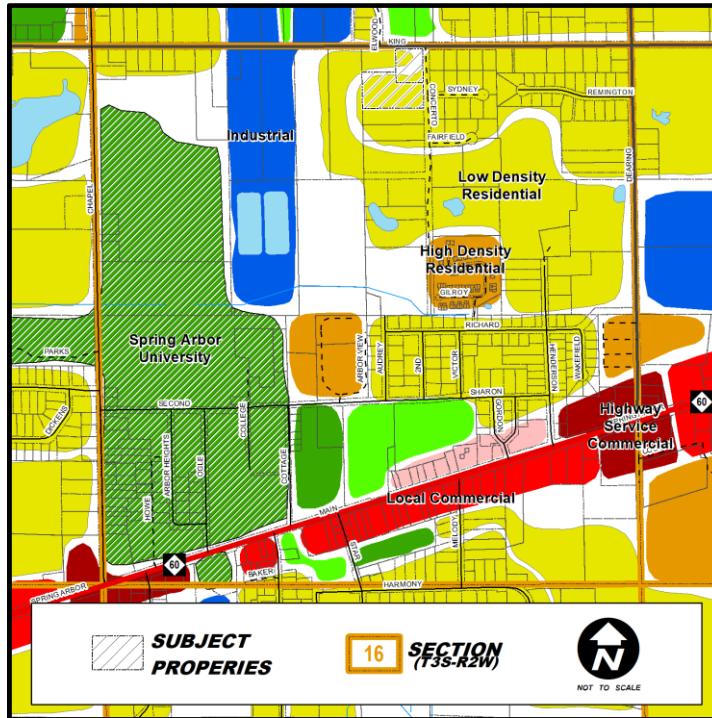 ELWOOD
KING
CONCERTO
SYDNEY
REMINGTON
Industrial
FAIRFIELD
DEARING
Low Density
Residential
CHAPEL
High Density
Residential
GILROY
RICHARD
Spring Arbor
University
PARKS
ARBOR VIEW
AUDREY
2ND
VICTOR
HENDERSON
WAKEFIELD
SHARON
SECOND
DICKENS
COLLEGE
GORDON
60
Highway
Service
Commercial
ARBOR HEIGHTS
OGLE
COTTAGE
HOWE
Local Commercial
MAIN
STAR
MELODY
60
BAKER
HARMONY
SPRING ARBOR
SUBJECT
PROPERIES
16
SECTION
(T3S-R2W)
N
NOT TO SCALE